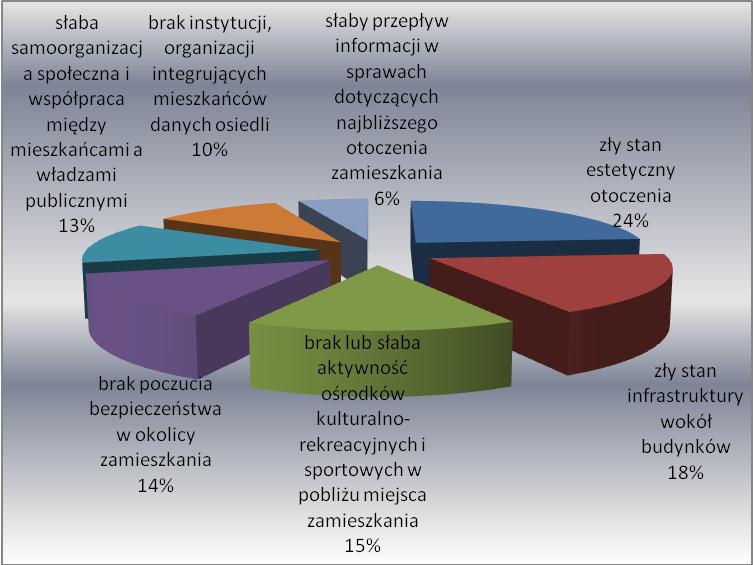 słaba
samoorganizacj
a społeczna i
współpraca
między
mieszkańcami a
władzami
publicznymi
13%
brak instytucji,
organizacji
integrujących
mieszkańców
danych osiedli
10%
słaby przepływ
informacji w
sprawach
dotyczących
najbliższego
otoczenia
zamieszkania
6%
zły stan
estetyczny
otoczenia
24%
zły stan
infrastruktury
wokół
budynków
18%
brak lub słaba
aktywność
ośrodków
kulturalno-
rekreacyjnych i
sportowych w
pobliżu miejsca
zamieszkania
15%
brak poczucia
bezpieczeństwa
w okolicy
zamieszkania
14%